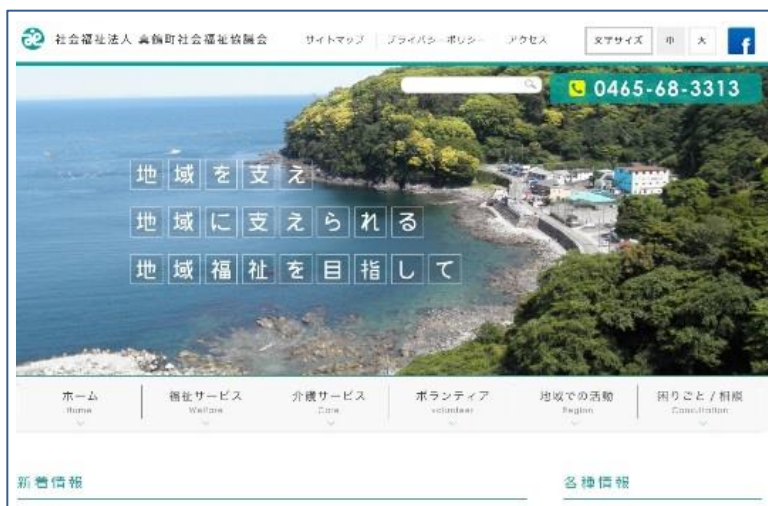 社会福祉法人 真鶴町社会福祉協議会
サイトマップ
プライバシーポリシー
アクセス
文字サイズ
中
大
f
0465-68-3313
地域を支え
地域に支えられる
地域福祉を目指して
ホーム
Home
福祉サービス
Welfare
介護サービス
Care
ボランティア
volunteer
地域での活動
Region
困りごと / 相談
Consultation
新着情報
各種情報